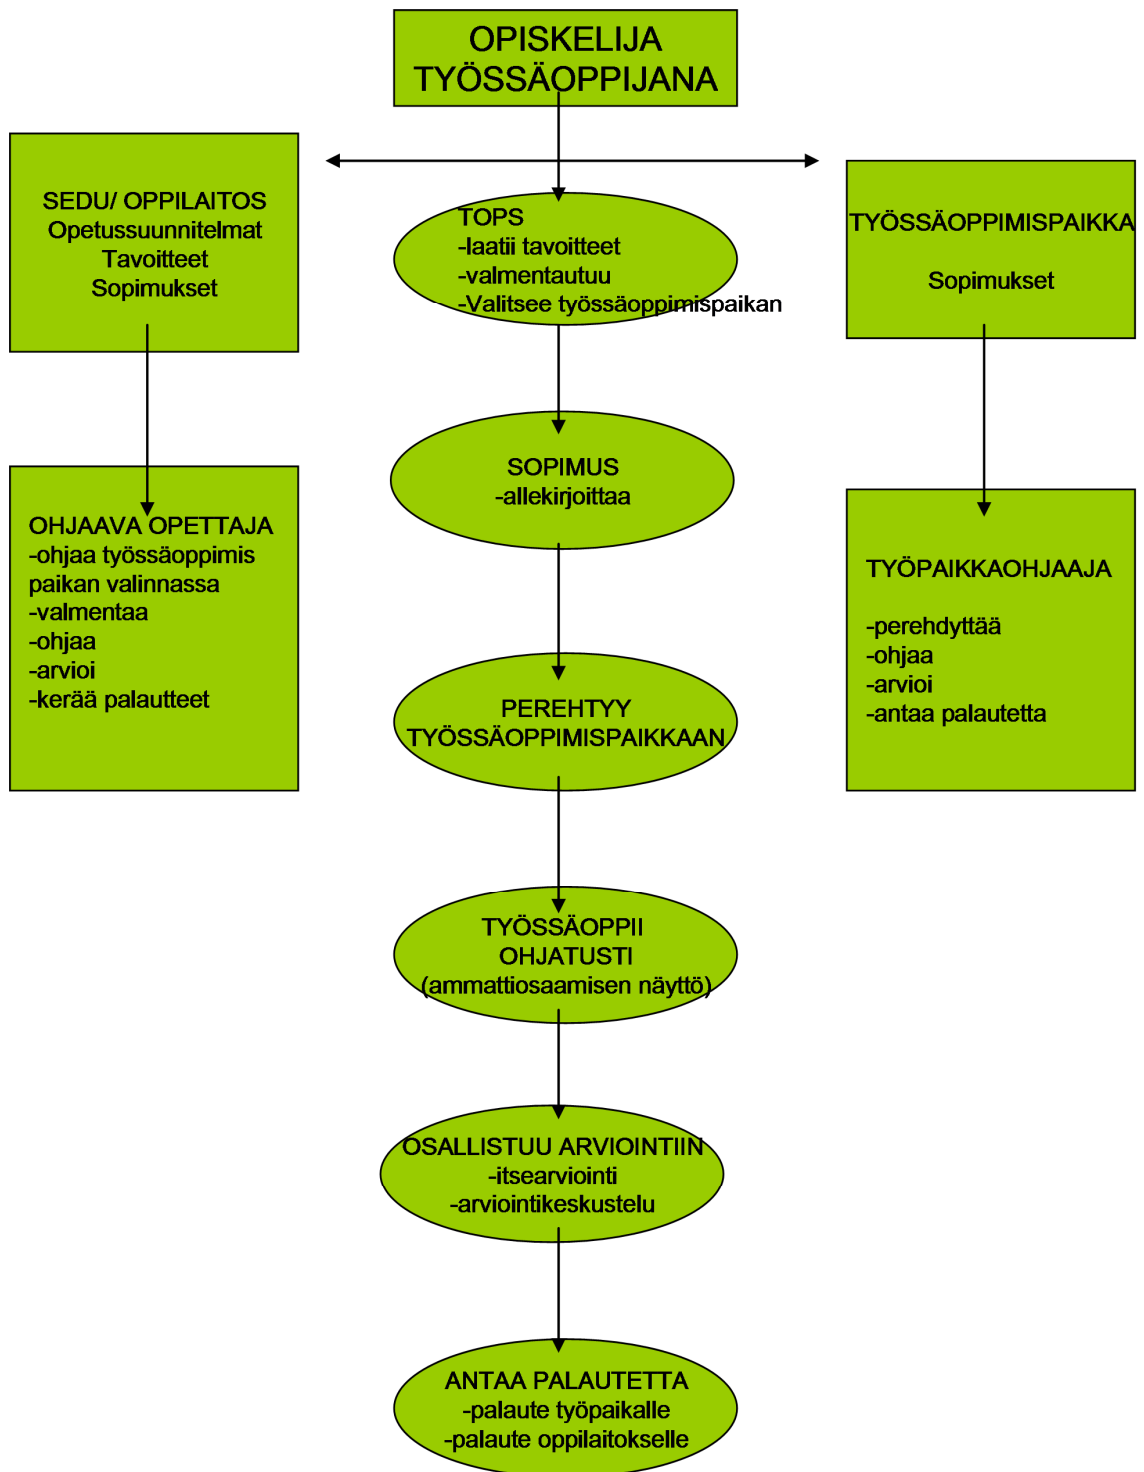 OPISKELIJA
TYÖSSÄOPPIJANA
SEDU/ OPPILAITOS
Opetussuunnitelmat
Tavoitteet
Sopimukset
TOPS
-laatii tavoitteet
-valmentautuu
-Valitsee työssäoppimispaikan
TYÖSSÄOPPIMISPAIKKA
Sopimukset
SOPIMUS
-allekirjoittaa
OHJAAVA OPETTAJA
-ohjaa työssäoppimis
paikan valinnassa
-valmentaa
-ohjaa
-arvioi
-kerää palautteet
TYÖPAIKKAOHJAAJA
-perehdyttää
-ohjaa
-arvioi
-antaa palautetta
PEREHTYY
TYÖSSÄOPPIMISPAIKKAAN
TYÖSSÄOPPII
OHJATUSTI
(ammattiosaamisen näyttö)
OSALLISTUU ARVIOINTIIN
-itsearviointi
-arviointikeskustelu
ANTAA PALAUTETTA
-palaute työpaikalle
-palaute oppilaitokselle